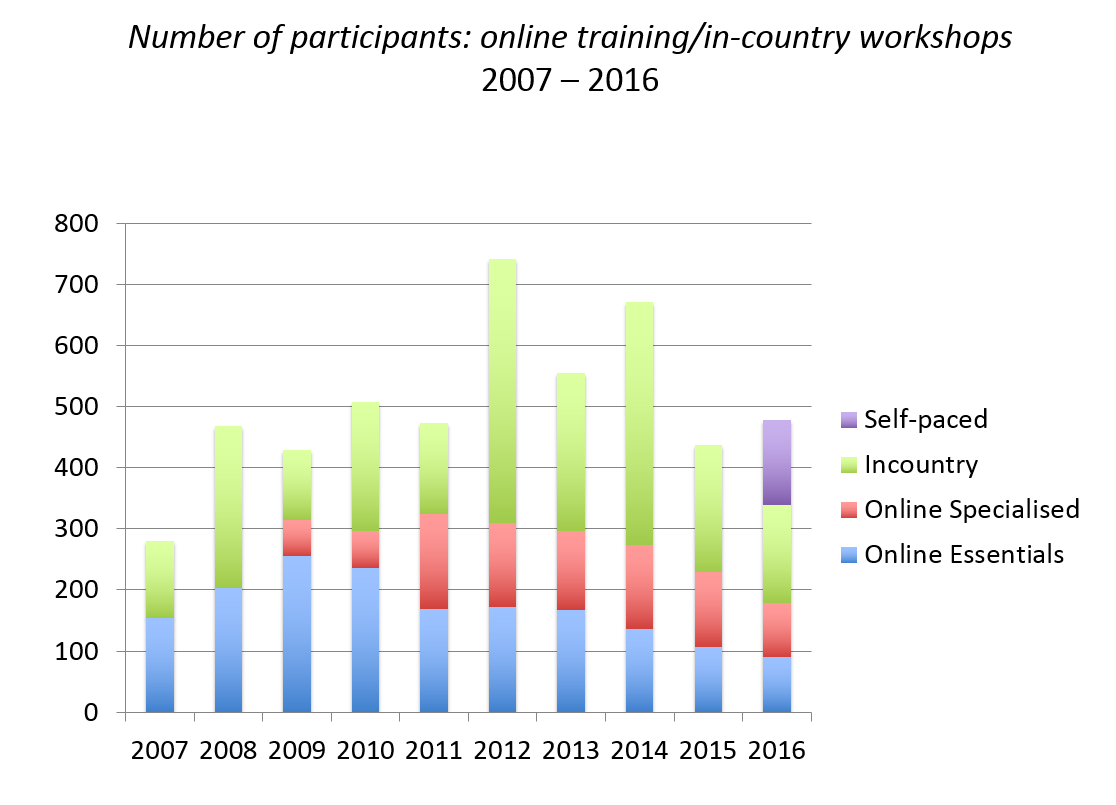 Number of participants: online training/in-country workshops
2007 – 2016
800
700
600
500
400
300
200
100
0
2007 2008 2009 2010 2011 2012 2013 2014 2015 2016
Self-paced
Incountry
Online Specialised
Online Essentials